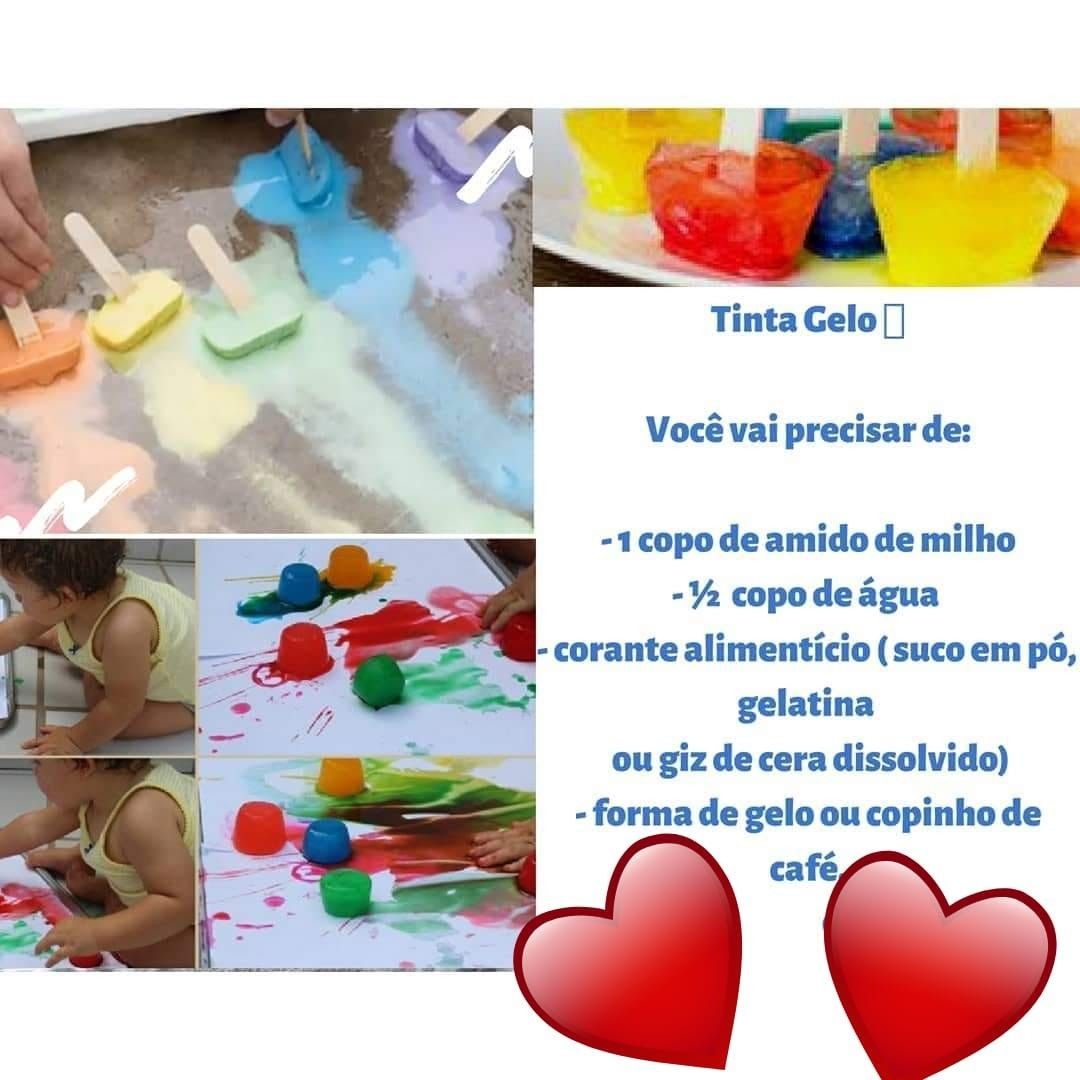 Tinta Gelo
Você vai precisar de:
- 1 copo de amido de milho
- ½ copo de água
- corante alimentício ( suco em pó,
gelatina
ou giz de cera dissolvido)
- forma de gelo ou copinho de
café